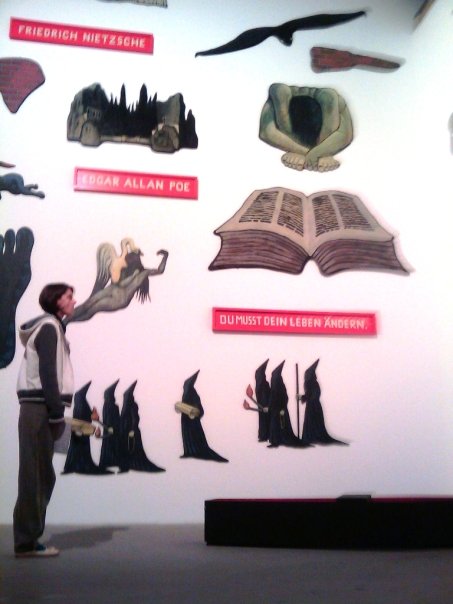 FRIEDRICH NIETZSCHE
EDGAR ALLAN POE
DU MUSST DEIN LEBEN ÄNDERN.